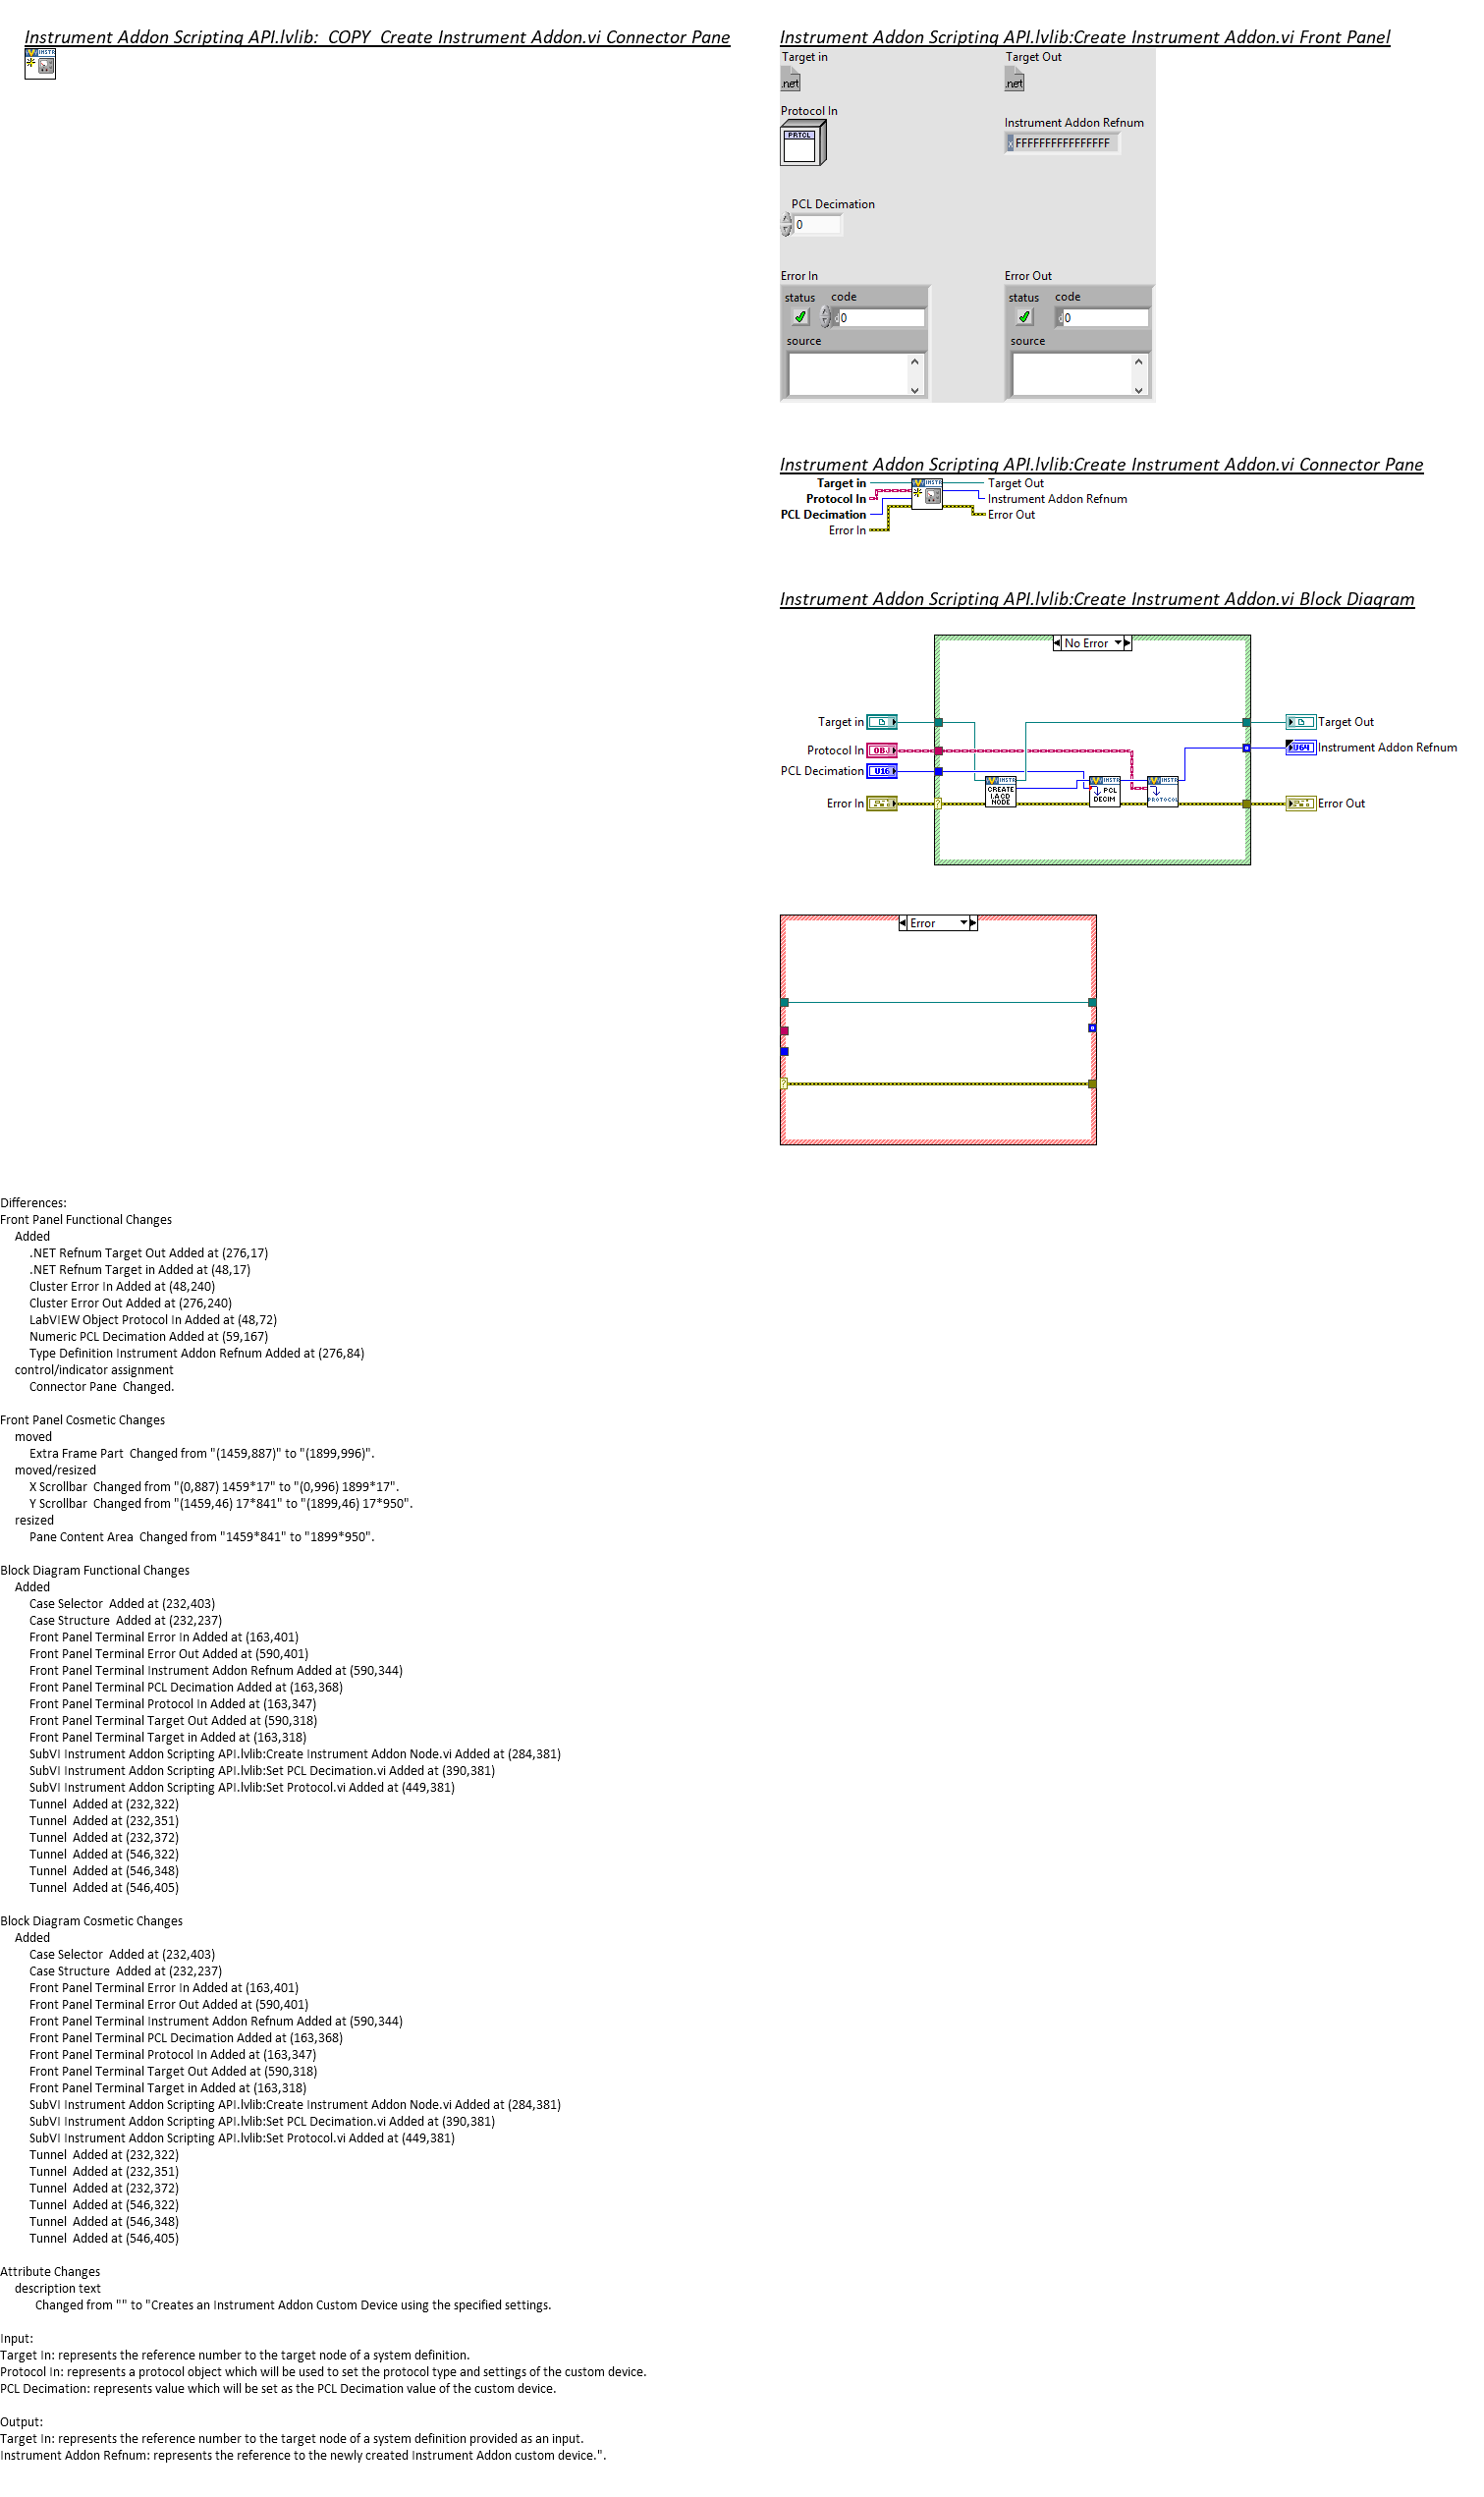 Instrument Addon Scripting API.lvlib:_COPY_Create Instrument Addon.vi Connector Pane
INSTR
Instrument Addon Scripting API.lvlib:Create Instrument Addon.vi Front Panel
Target in
Target Out
.net
.net
Protocol In
PRTCL
Instrument Addon Refnum
x FFFFFFFFFFFFFFFF
PCL Decimation
0
Error In
Error Out
status code
status code
0
d0
source
source
Instrument Addon Scripting API.lvlib:Create Instrument Addon.vi Connector Pane
Target in
Target Out
Protocol In
Instrument Addon Refnum
PCL Decimation
Error Out
Error In
INSTR
Instrument Addon Scripting API.lvlib:Create Instrument Addon.vi Block Diagram
No Error
Target in
Target Out
Protocol In
OBJ
U64
Instrument Addon Refnum
PCL Decimation
U16
INSTR
CREATE
I.A CD
NODE
INSTR
PCL
DECIM
INSTR
PROTOCOL
Error In
?
Error Out
Error
?
Differences:
Front Panel Functional Changes
Added
.NET Refnum Target Out Added at (276,17)
.NET Refnum Target in Added at (48,17)
Cluster Error In Added at (48,240)
Cluster Error Out Added at (276,240)
LabVIEW Object Protocol In Added at (48,72)
Numeric PCL Decimation Added at (59,167)
Type Definition Instrument Addon Refnum Added at (276,84)
control/indicator assignment
Connector Pane  Changed.
Front Panel Cosmetic Changes
moved
Extra Frame Part  Changed from "(1459,887)" to "(1899,996)".
moved/resized
X Scrollbar  Changed from "(0,887) 1459*17" to "(0,996) 1899*17".
Y Scrollbar  Changed from "(1459,46) 17*841" to "(1899,46) 17*950".
resized
Pane Content Area  Changed from "1459*841" to "1899*950".
Block Diagram Functional Changes
Added
Case Selector  Added at (232,403)
Case Structure  Added at (232,237)
Front Panel Terminal Error In Added at (163,401)
Front Panel Terminal Error Out Added at (590,401)
Front Panel Terminal Instrument Addon Refnum Added at (590,344)
Front Panel Terminal PCL Decimation Added at (163,368)
Front Panel Terminal Protocol In Added at (163,347)
Front Panel Terminal Target Out Added at (590,318)
Front Panel Terminal Target in Added at (163,318)
SubVI Instrument Addon Scripting API.lvlib:Create Instrument Addon Node.vi Added at (284,381)
SubVI Instrument Addon Scripting API.lvlib:Set PCL Decimation.vi Added at (390,381)
SubVI Instrument Addon Scripting API.lvlib:Set Protocol.vi Added at (449,381)
Tunnel  Added at (232,322)
Tunnel  Added at (232,351)
Tunnel  Added at (232,372)
Tunnel  Added at (546,322)
Tunnel  Added at (546,348)
Tunnel  Added at (546,405)
Block Diagram Cosmetic Changes
Added
Case Selector  Added at (232,403)
Case Structure  Added at (232,237)
Front Panel Terminal Error In Added at (163,401)
Front Panel Terminal Error Out Added at (590,401)
Front Panel Terminal Instrument Addon Refnum Added at (590,344)
Front Panel Terminal PCL Decimation Added at (163,368)
Front Panel Terminal Protocol In Added at (163,347)
Front Panel Terminal Target Out Added at (590,318)
Front Panel Terminal Target in Added at (163,318)
SubVI Instrument Addon Scripting API.lvlib:Create Instrument Addon Node.vi Added at (284,381)
SubVI Instrument Addon Scripting API.lvlib:Set PCL Decimation.vi Added at (390,381)
SubVI Instrument Addon Scripting API.lvlib:Set Protocol.vi Added at (449,381)
Tunnel  Added at (232,322)
Tunnel  Added at (232,351)
Tunnel  Added at (232,372)
Tunnel  Added at (546,322)
Tunnel  Added at (546,348)
Tunnel  Added at (546,405)
Attribute Changes
description text
Changed from "" to "Creates an Instrument Addon Custom Device using the specified settings.
Input:
Target In: represents the reference number to the target node of a system definition.
Protocol In: represents a protocol object which will be used to set the protocol type and settings of the custom device.
PCL Decimation: represents value which will be set as the PCL Decimation value of the custom device.
Output:
Target In: represents the reference number to the target node of a system definition provided as an input.
Instrument Addon Refnum: represents the reference to the newly created Instrument Addon custom device.".